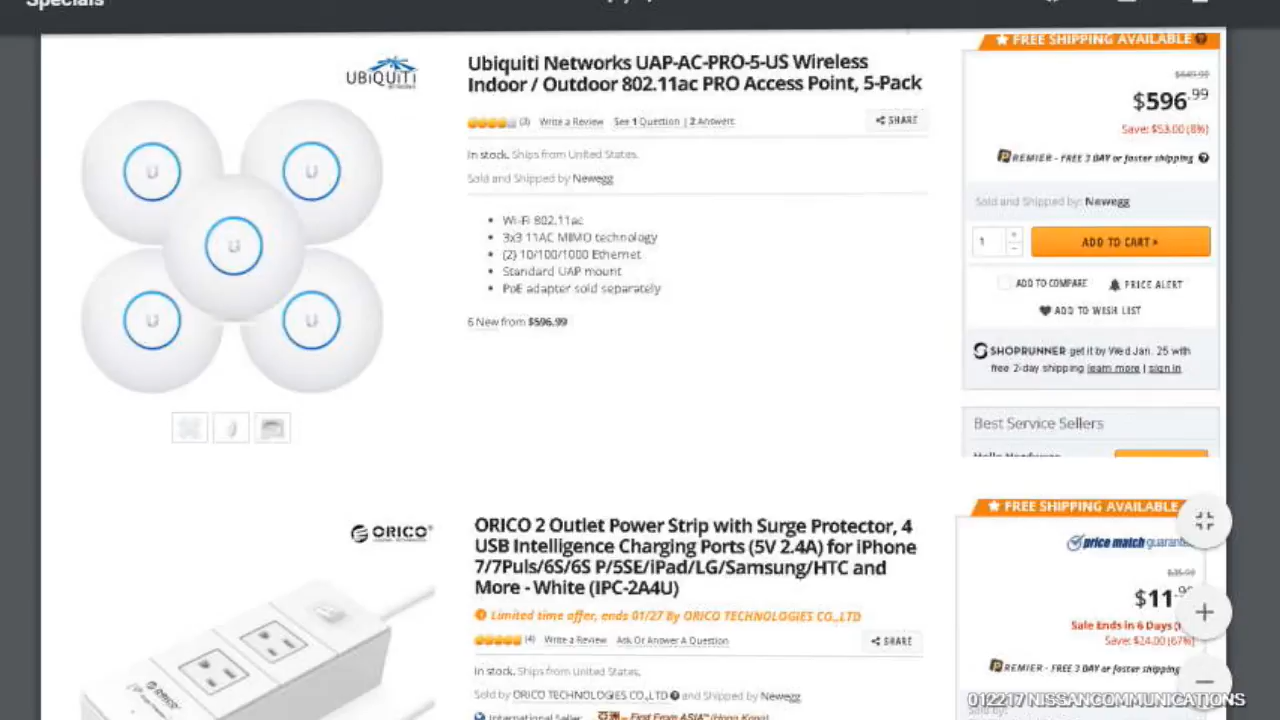 Specials
UBIQUITI
NETWORKS
Ubiquiti Networks UAP-AC-PRO-5-US Wireless
Indoor / Outdoor 802.11ac PRO Access Point, 5-Pack
(3) Write a Review See 1 Question | 2 Answers
SHARE
In stock. Ships from United States.
Sold and Shipped by Newegg
• Wi-Fi 802.11ac
• 3x3 11AC MIMO technology
• (2) 10/100/1000 Ethernet
• Standard UAP mount
• PoE adapter sold separately
6 New from $596.99
FREE SHIPPING AVAILABLE ?
$649.99
$596.99
Save: $53.00 (8%)
PREMIER - FREE 3 DAY or faster shipping ?
Sold and Shipped by: Newegg
1
+
-
ADD TO CART
ADD TO COMPARE
PRICE ALERT
ADD TO WISH LIST
SHOPRUNNER get it by Wed Jan. 25 with
free 2-day shipping learn more | sign in
Best Service Sellers
ORICO
ORICO 2 Outlet Power Strip with Surge Protector, 4
USB Intelligence Charging Ports (5V 2.4A) for iPhone
7/7Puls/6S/6S P/5SE/iPad/LG/Samsung/HTC and
More - White (IPC-2A4U)
Limited time offer, ends 01/27 By ORICO TECHNOLOGIES CO.,LTD
(4) Write a Review Ask Or Answer A Question
SHARE
In stock. Ships from United States.
Sold by ORICO TECHNOLOGIES CO.,LTD ? and Shipped by Newegg
International Seller
First From ASIA (Hong Kong)
ORICO
FREE SHIPPING AVAILABLE
price match guarantee
$35.99
$11.99
Sale Ends in 6 Days
Save: $24.00 (67%)
PREMIER - FREE 3 DAY or faster shipping
Sold by:
+
−
012217 NISSANCOMMUNICATIONS